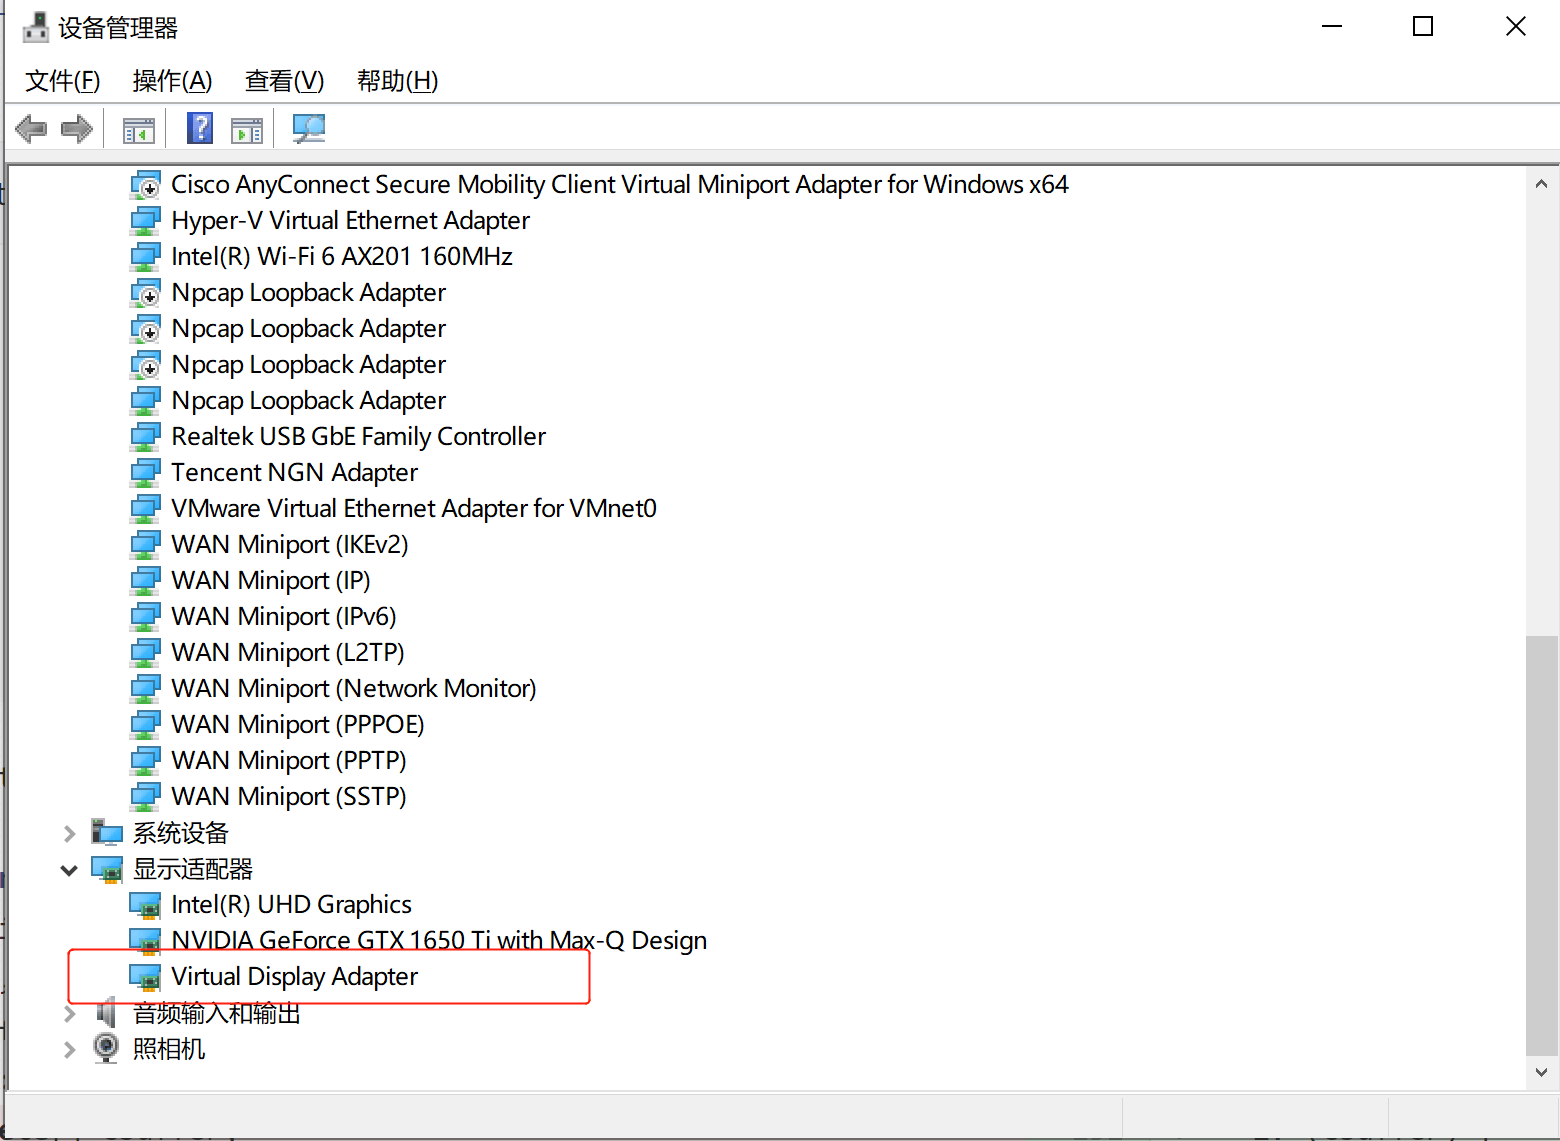 设备管理器
文件(F) 操作(A) 查看(V) 帮助(H)
Cisco AnyConnect Secure Mobility Client Virtual Miniport Adapter for Windows x64
Hyper-V Virtual Ethernet Adapter
Intel(R) Wi-Fi 6 AX201 160MHz
Npcap Loopback Adapter
Npcap Loopback Adapter
Npcap Loopback Adapter
Npcap Loopback Adapter
Realtek USB GbE Family Controller
Tencent NGN Adapter
VMware Virtual Ethernet Adapter for VMnet0
WAN Miniport (IKEv2)
WAN Miniport (IP)
WAN Miniport (IPv6)
WAN Miniport (L2TP)
WAN Miniport (Network Monitor)
WAN Miniport (PPPOE)
WAN Miniport (PPTP)
WAN Miniport (SSTP)
系统设备
显示适配器
Intel(R) UHD Graphics
NVIDIA GeForce GTX 1650 Ti with Max-Q Design
Virtual Display Adapter
音频输入和输出
照相机